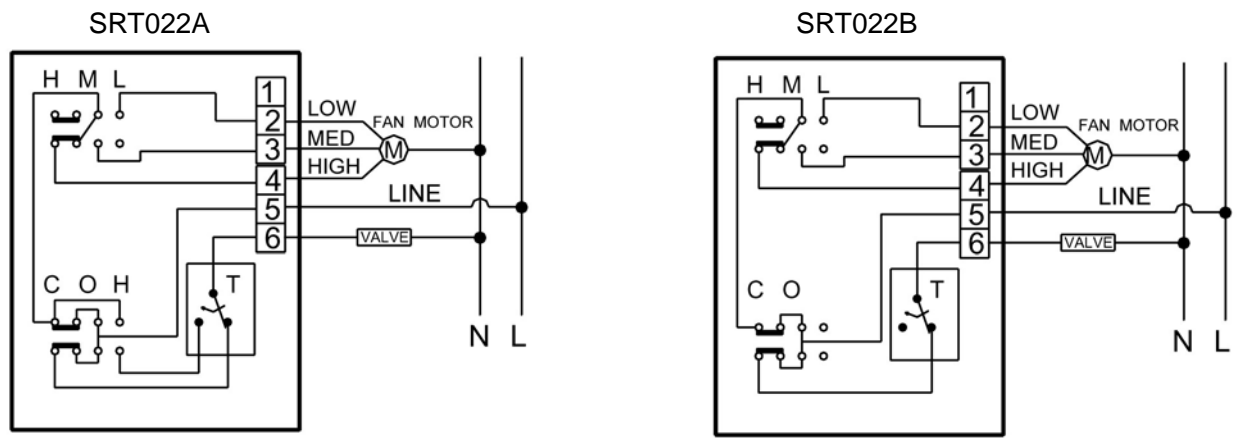 SRT022A
H M L
1
2
3
4
5
6
LOW
MED
HIGH
FAN MOTOR
M
LINE
VALVE
C O H
T
N L
SRT022B
H M L
1
2
3
4
5
6
LOW
MED
HIGH
FAN MOTOR
M
LINE
VALVE
C O
T
N L